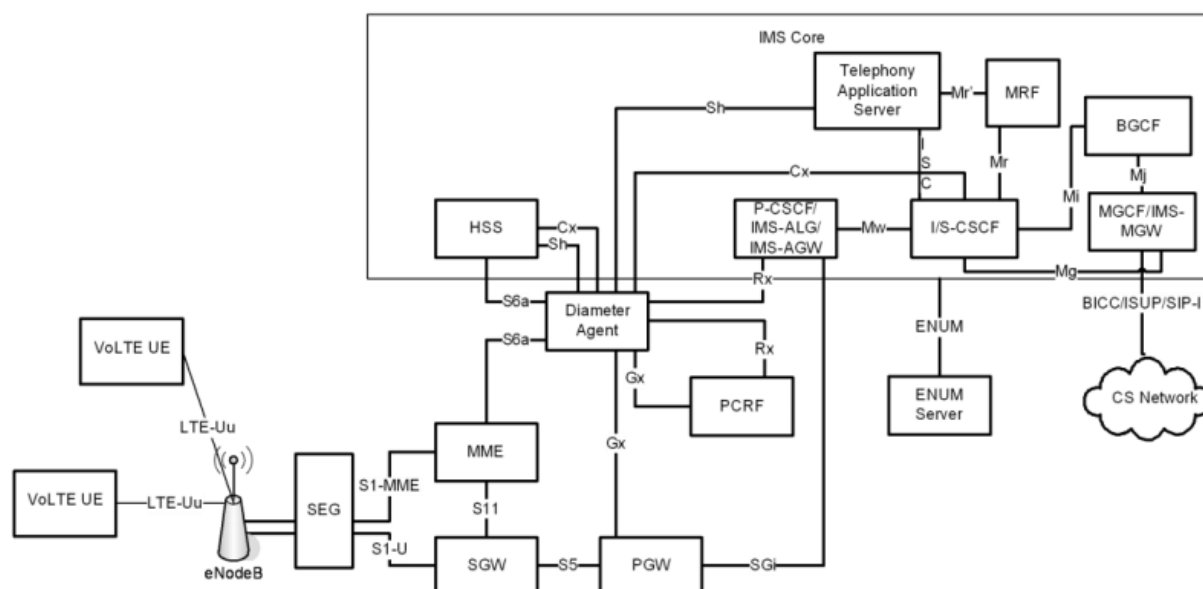 IMS Core
Telephony
Application
Server
Mr'
MRF
BGCF
Sh
I
S
C
Mr
Mj
Cx
Mi
HSS
Cx
Sh
P-CSCF/
IMS-ALG/
IMS-AGW
Mw
I/S-CSCF
MGCF/IMS-
MGW
Rx
Mg
S6a
Diameter
Agent
ENUM
BICC/ISUP/SIP-I
VoLTE UE
S6a
Rx
Gx
PCRF
ENUM
Server
CS Network
LTE-Uu
MME
Gx
VoLTE UE
LTE-Uu
SEG
S1-MME
S11
S1-U
eNodeB
SGW
S5
PGW
SGi